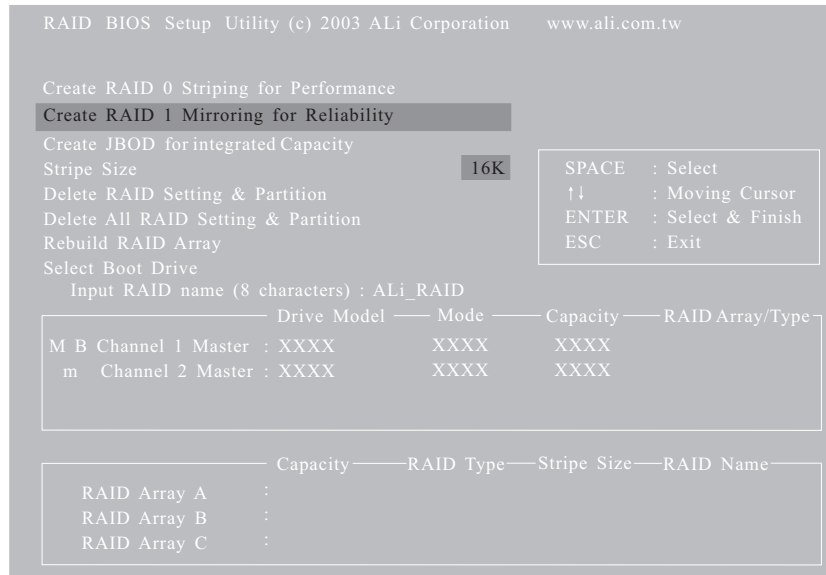 RAID BIOS Setup Utility (c) 2003 ALi Corporation www.ali.com.tw
Create RAID 0 Striping for Performance
Create RAID 1 Mirroring for Reliability
Create JBOD for integrated Capacity
Stripe Size 16K
Delete RAID Setting & Partition
Delete All RAID Setting & Partition
Rebuild RAID Array
Select Boot Drive
Input RAID name (8 characters) : ALi_RAID
SPACE : Select
↑↓ : Moving Cursor
ENTER : Select & Finish
ESC : Exit
Drive Model Mode Capacity RAID Array/Type
M B Channel 1 Master : XXXX XXXX XXXX
m Channel 2 Master : XXXX XXXX XXXX
Capacity RAID Type Stripe Size RAID Name
RAID Array A :
RAID Array B :
RAID Array C :